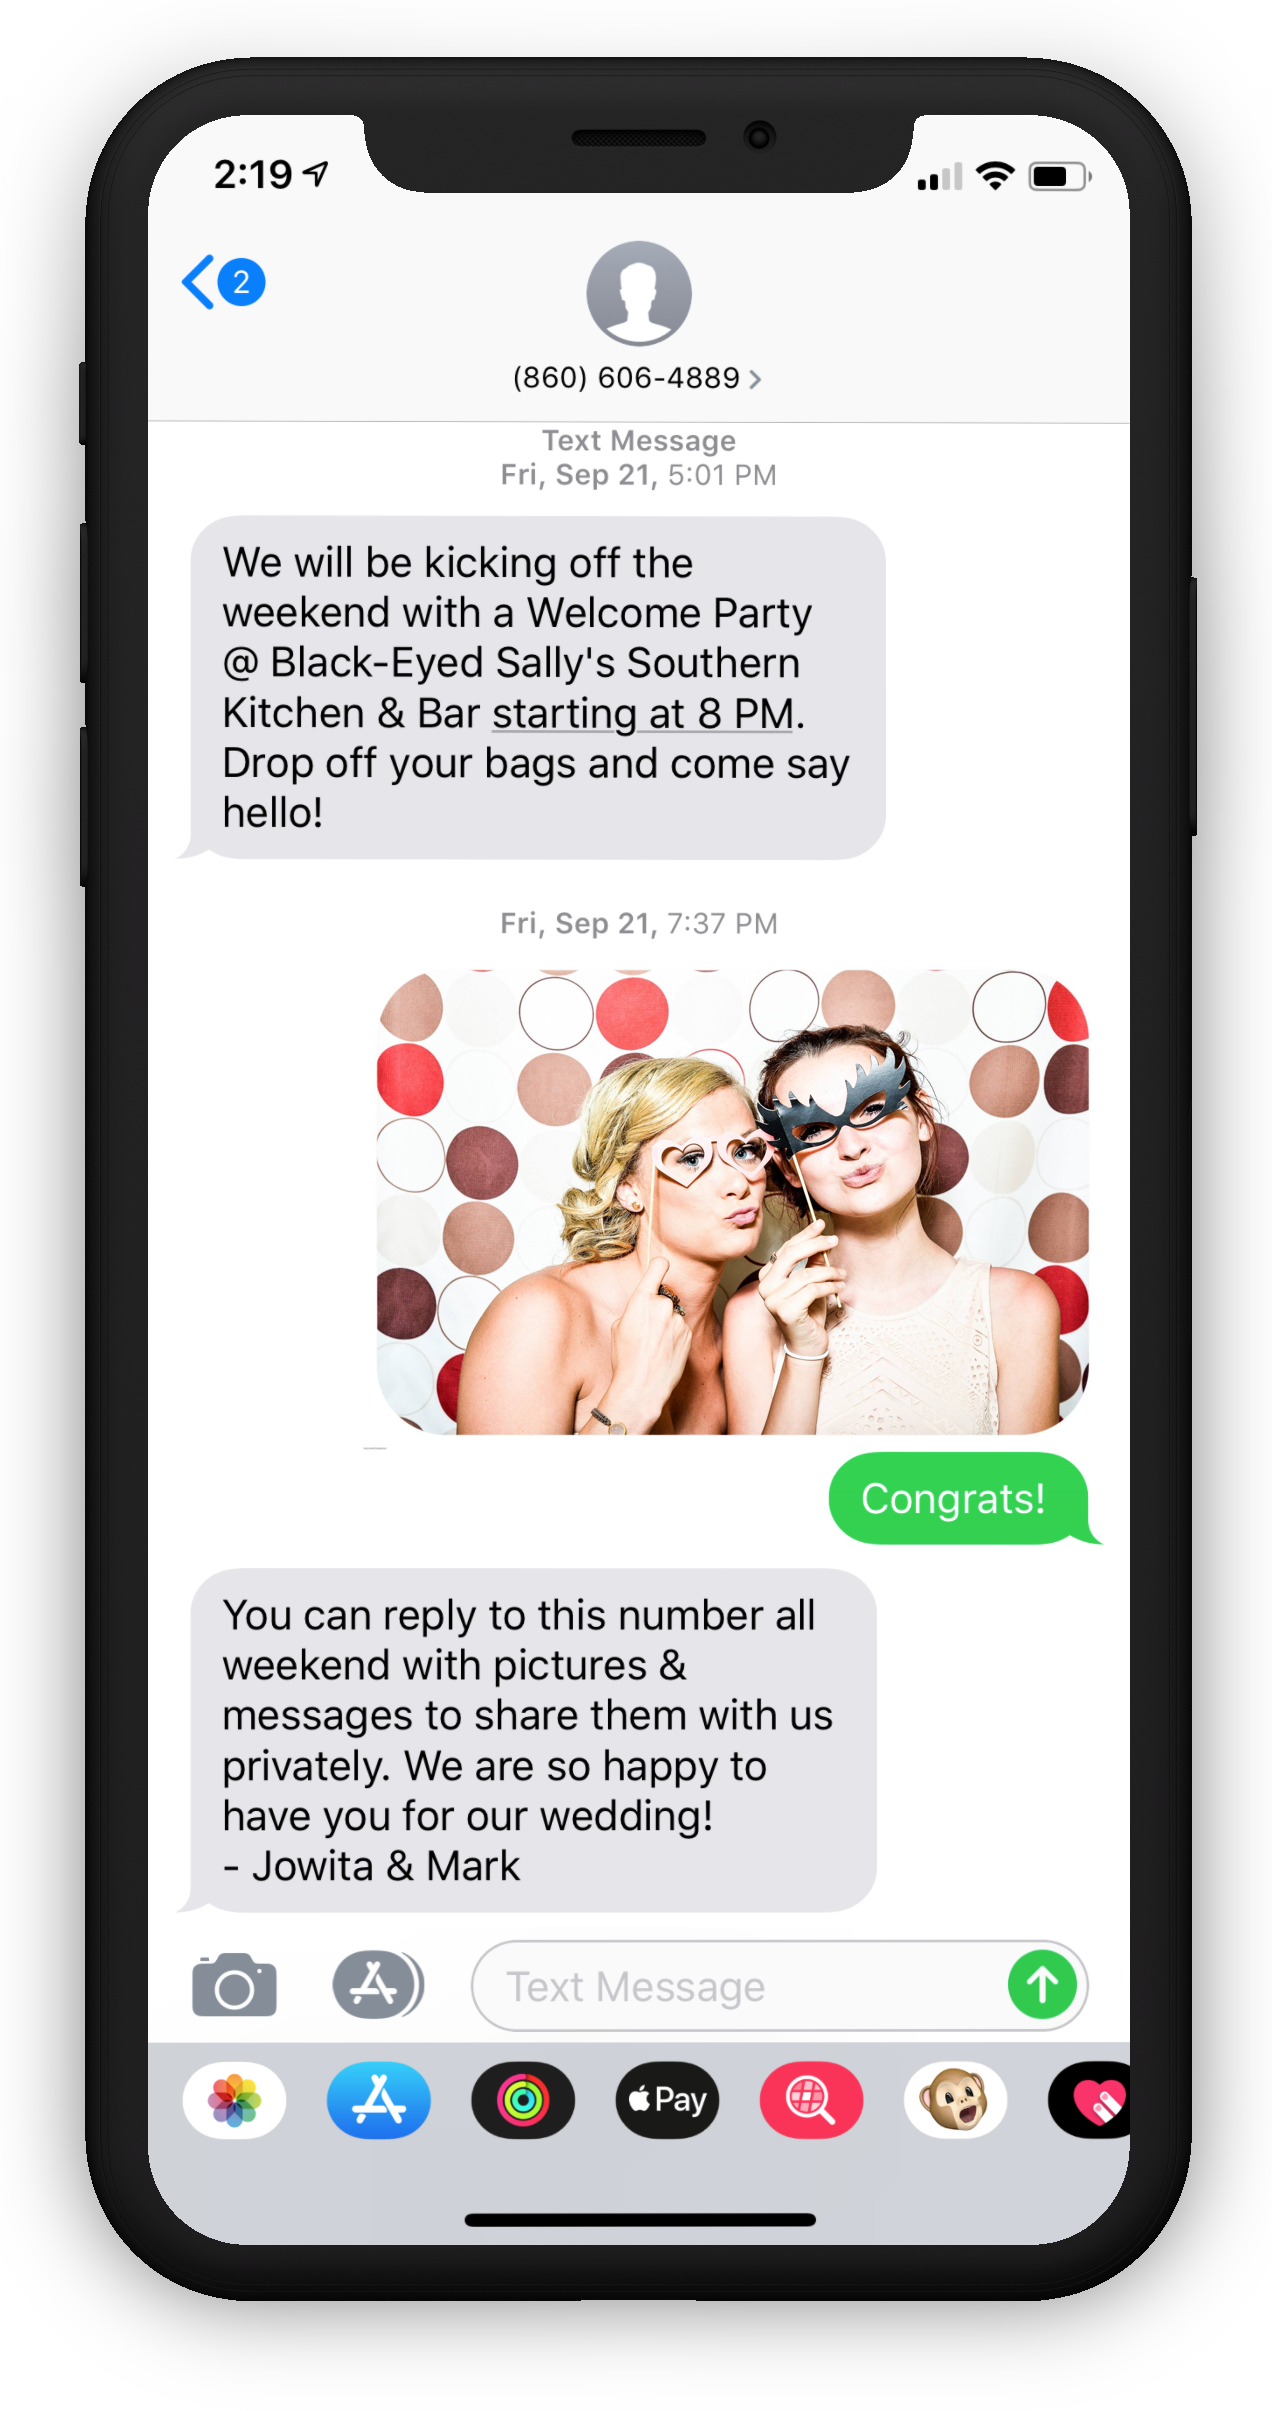 2:19
2
(860) 606-4889
Text Message
Fri, Sep 21, 5:01 PM
We will be kicking off the
weekend with a Welcome Party
@ Black-Eyed Sally's Southern
Kitchen & Bar starting at 8 PM.
Drop off your bags and come say
hello!
Fri, Sep 21, 7:37 PM
Congrats!
You can reply to this number all
weekend with pictures &
messages to share them with us
privately. We are so happy to
have you for our wedding!
- Jowita & Mark
Text Message
Pay